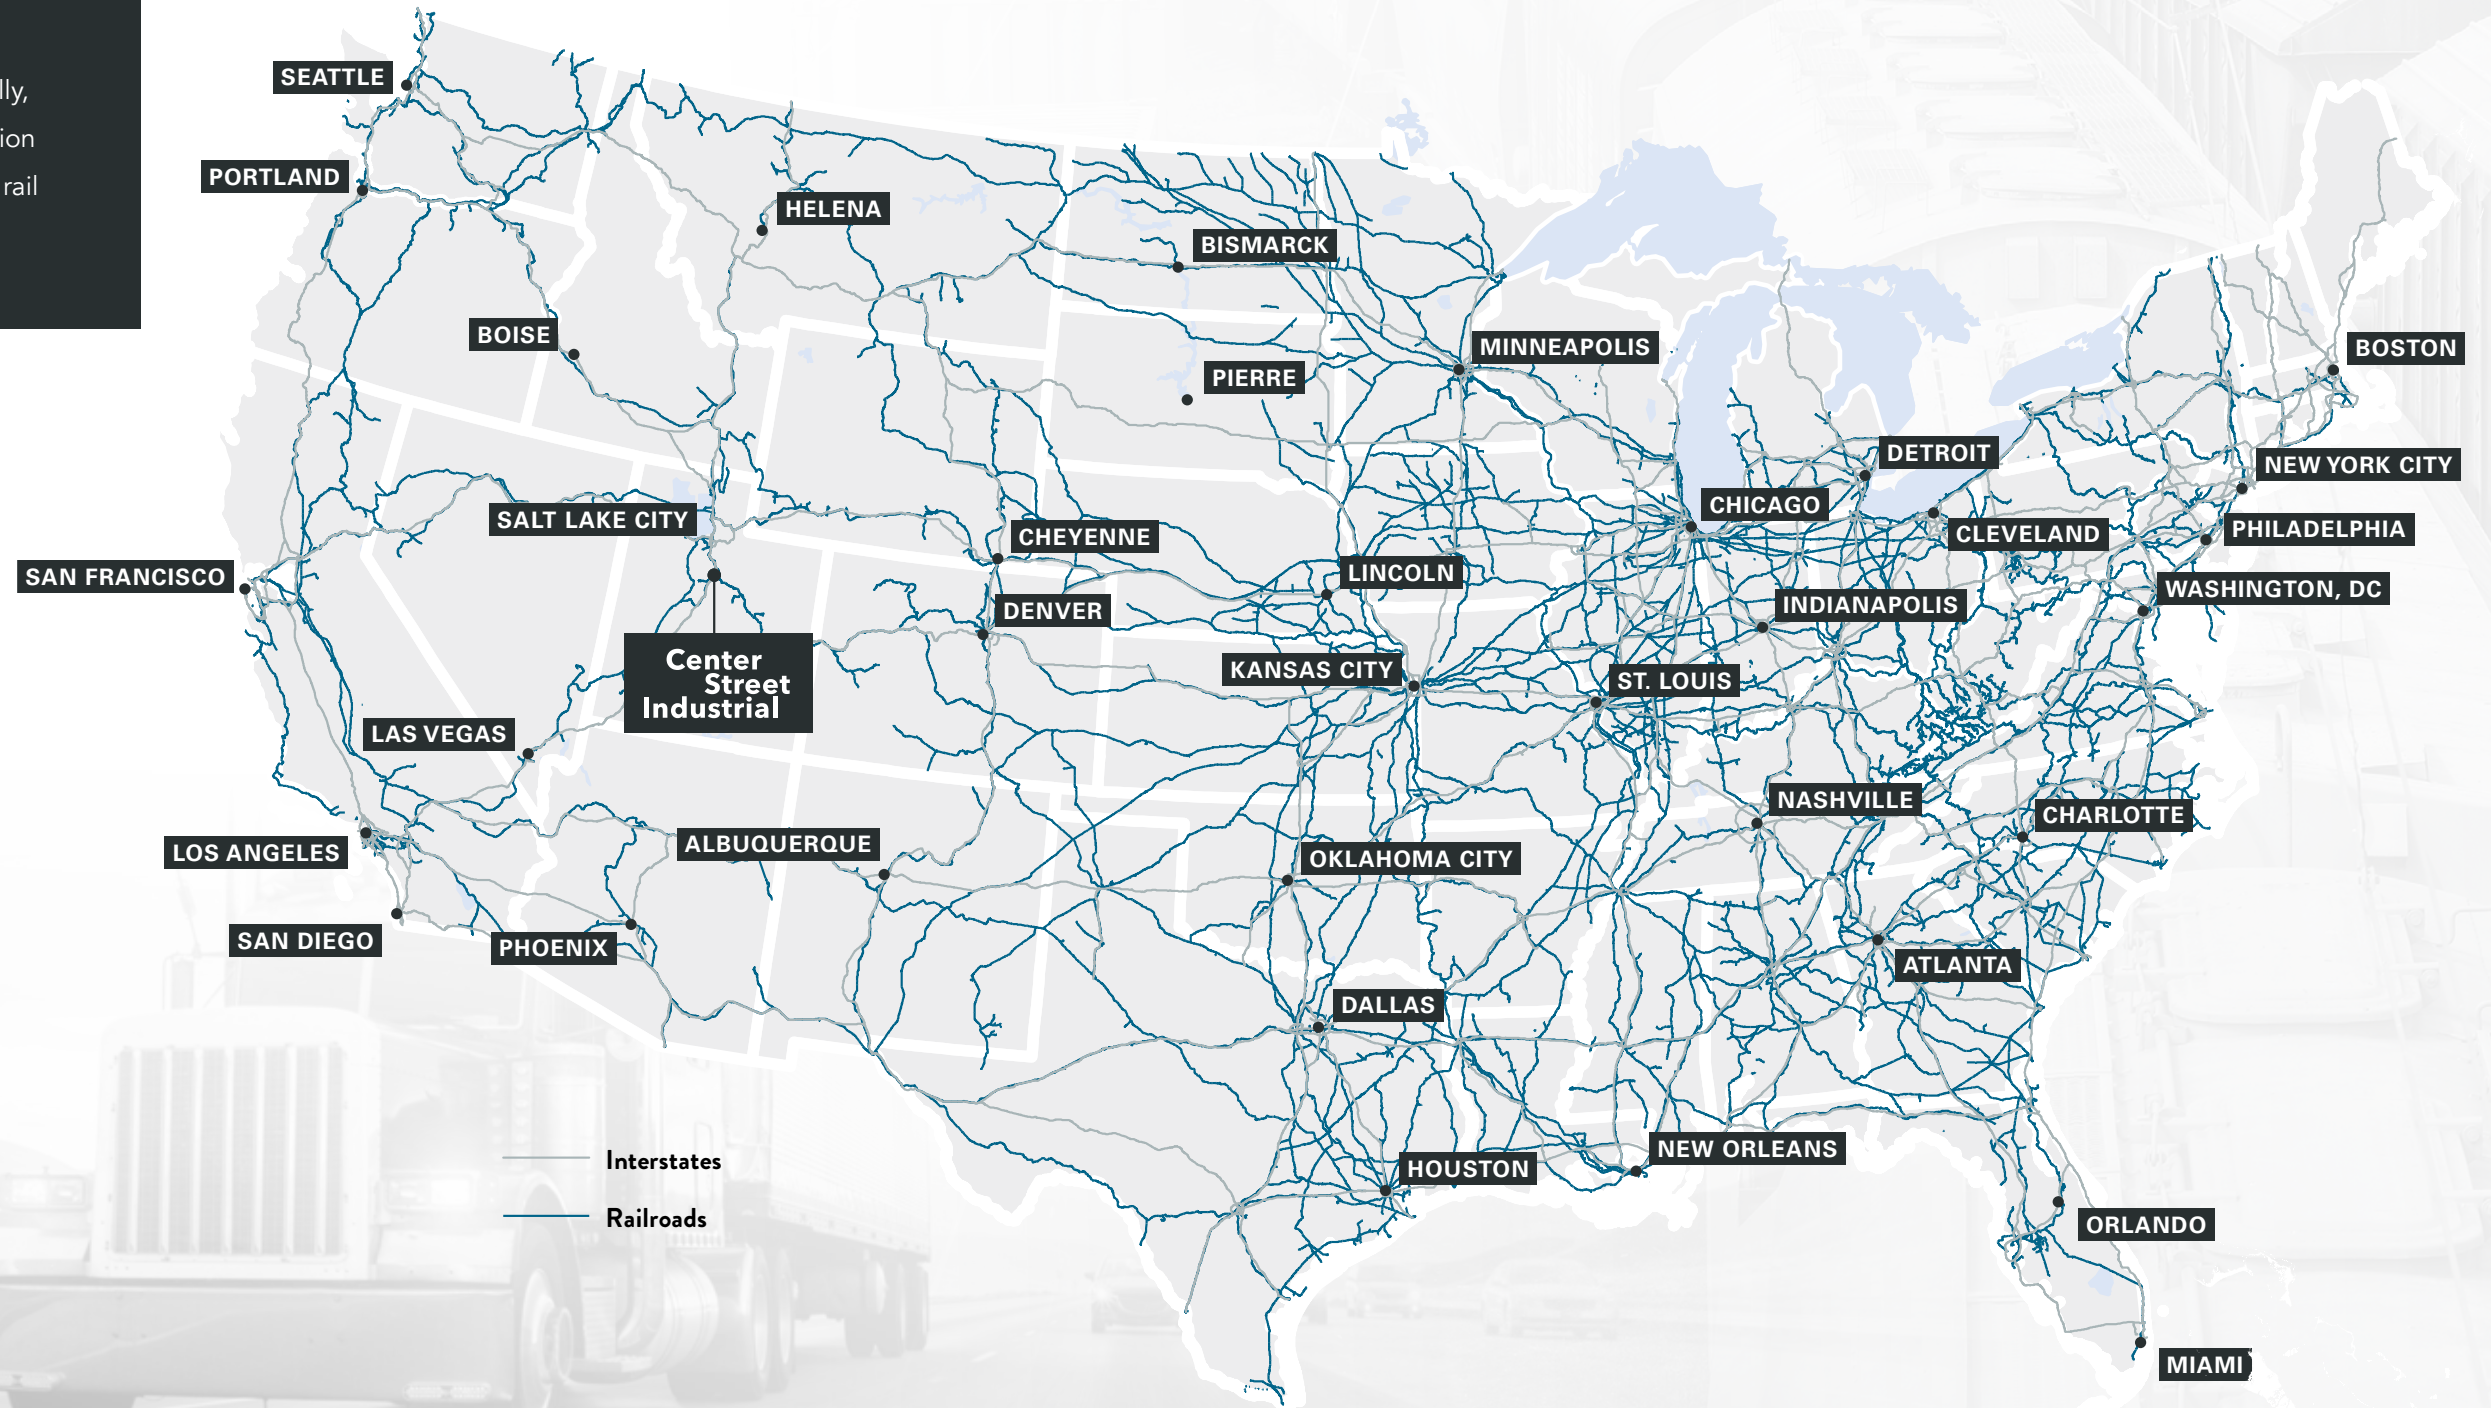 lly,
ion
rail
SEATTLE
PORTLAND
HELENA
BISMARCK
BOISE
MINNEAPOLIS
PIERRE
BOSTON
DETROIT
NEW YORK CITY
SALT LAKE CITY
CHICAGO
CHEYENNE
CLEVELAND
PHILADELPHIA
SAN FRANCISCO
LINCOLN
WASHINGTON, DC
DENVER
INDIANAPOLIS
Center
Street
Industrial
KANSAS CITY
ST. LOUIS
LAS VEGAS
NASHVILLE
CHARLOTTE
LOS ANGELES
ALBUQUERQUE
OKLAHOMA CITY
SAN DIEGO
PHOENIX
ATLANTA
DALLAS
NEW ORLEANS
HOUSTON
Interstates
Railroads
ORLANDO
MIAMI